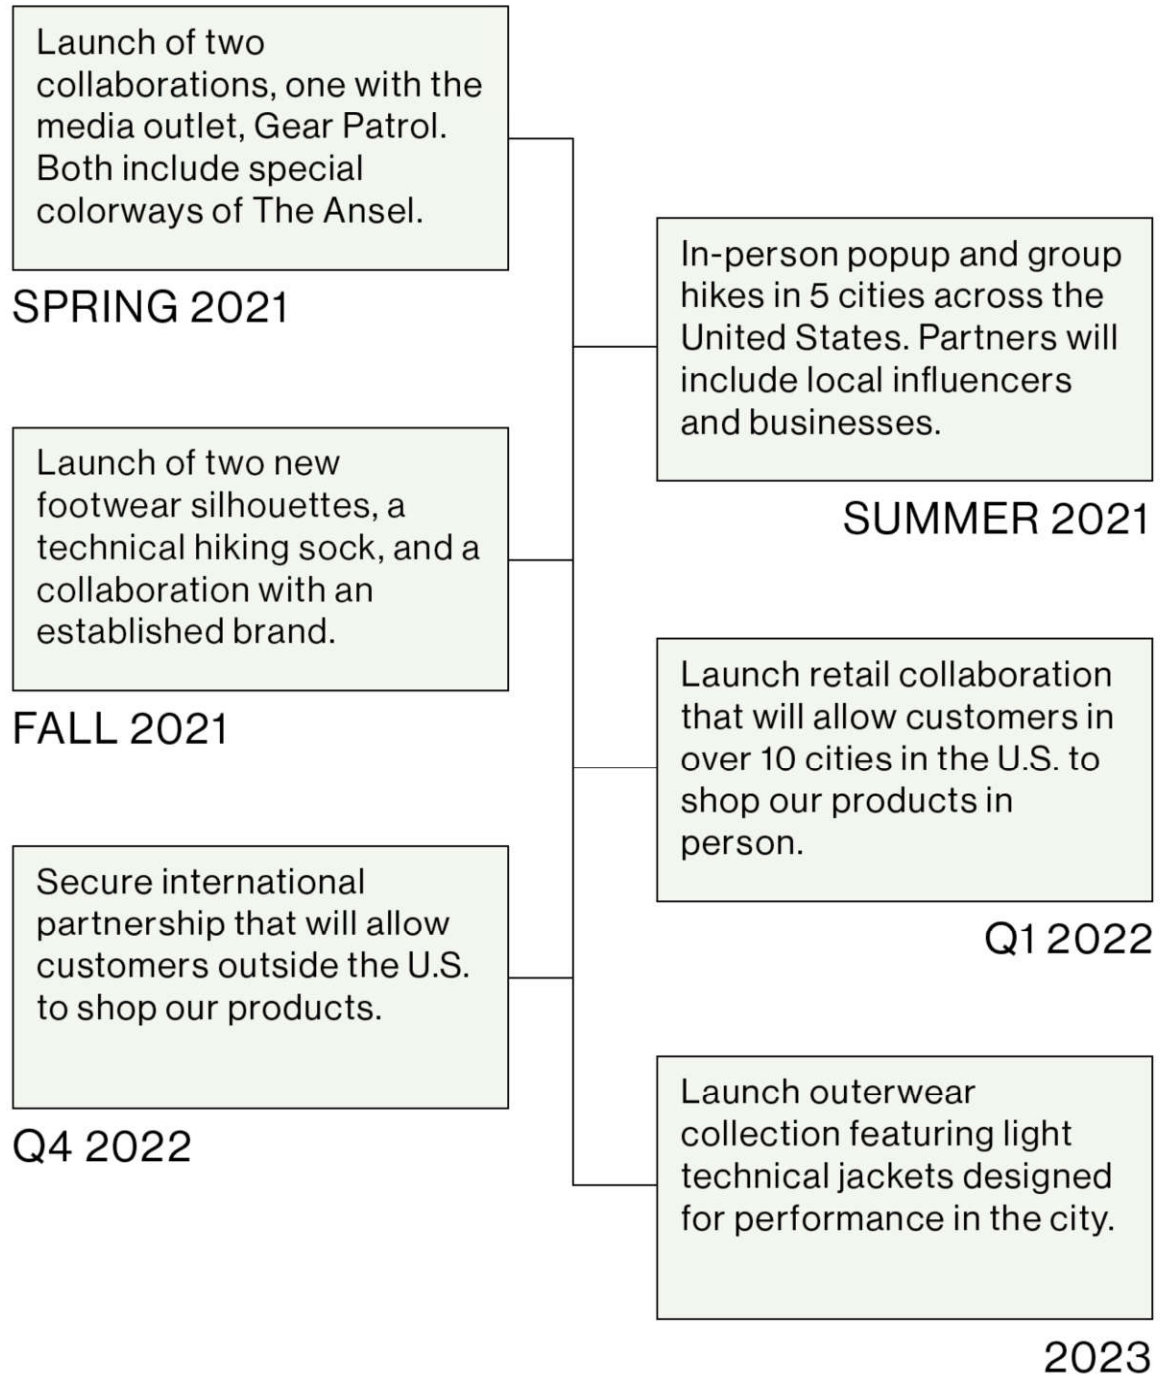 Launch of two
collaborations, one with the
media outlet, Gear Patrol.
Both include special
colorways of The Ansel.
SPRING 2021
In-person popup and group
hikes in 5 cities across the
United States. Partners will
include local influencers
and businesses.
SUMMER 2021
Launch of two new
footwear silhouettes, a
technical hiking sock, and a
collaboration with an
established brand.
FALL 2021
Launch retail collaboration
that will allow customers in
over 10 cities in the U.S. to
shop our products in
person.
Q1 2022
Secure international
partnership that will allow
customers outside the U.S.
to shop our products.
Q4 2022
Launch outerwear
collection featuring light
technical jackets designed
for performance in the city.
2023